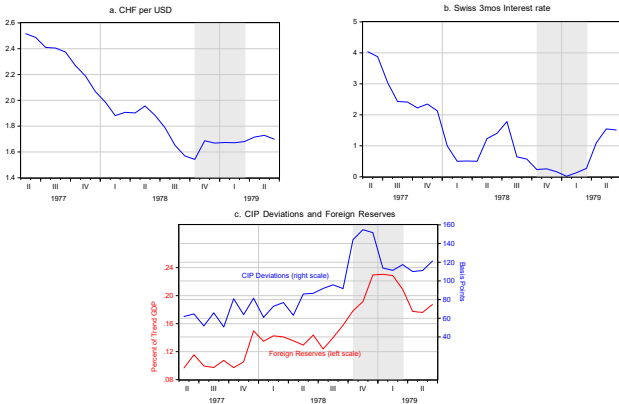 a. CHF per USD
2.6
2.4
2.2
2.0
1.8
1.6
1.4
II III IV I II III IV I II
1977 1978 1979
b. Swiss 3mos Interest rate
5
4
3
2
1
0
II III IV I II III IV I II
1977 1978 1979
c. CIP Deviations and Foreign Reserves
Percent of Trend GDP
.24
.20
.16
.12
.08
160
140
120
100
80
60
40
Basis Points
CIP Deviations (right scale)
Foreign Reserves (left scale)
II III IV I II III IV I II
1977 1978 1979